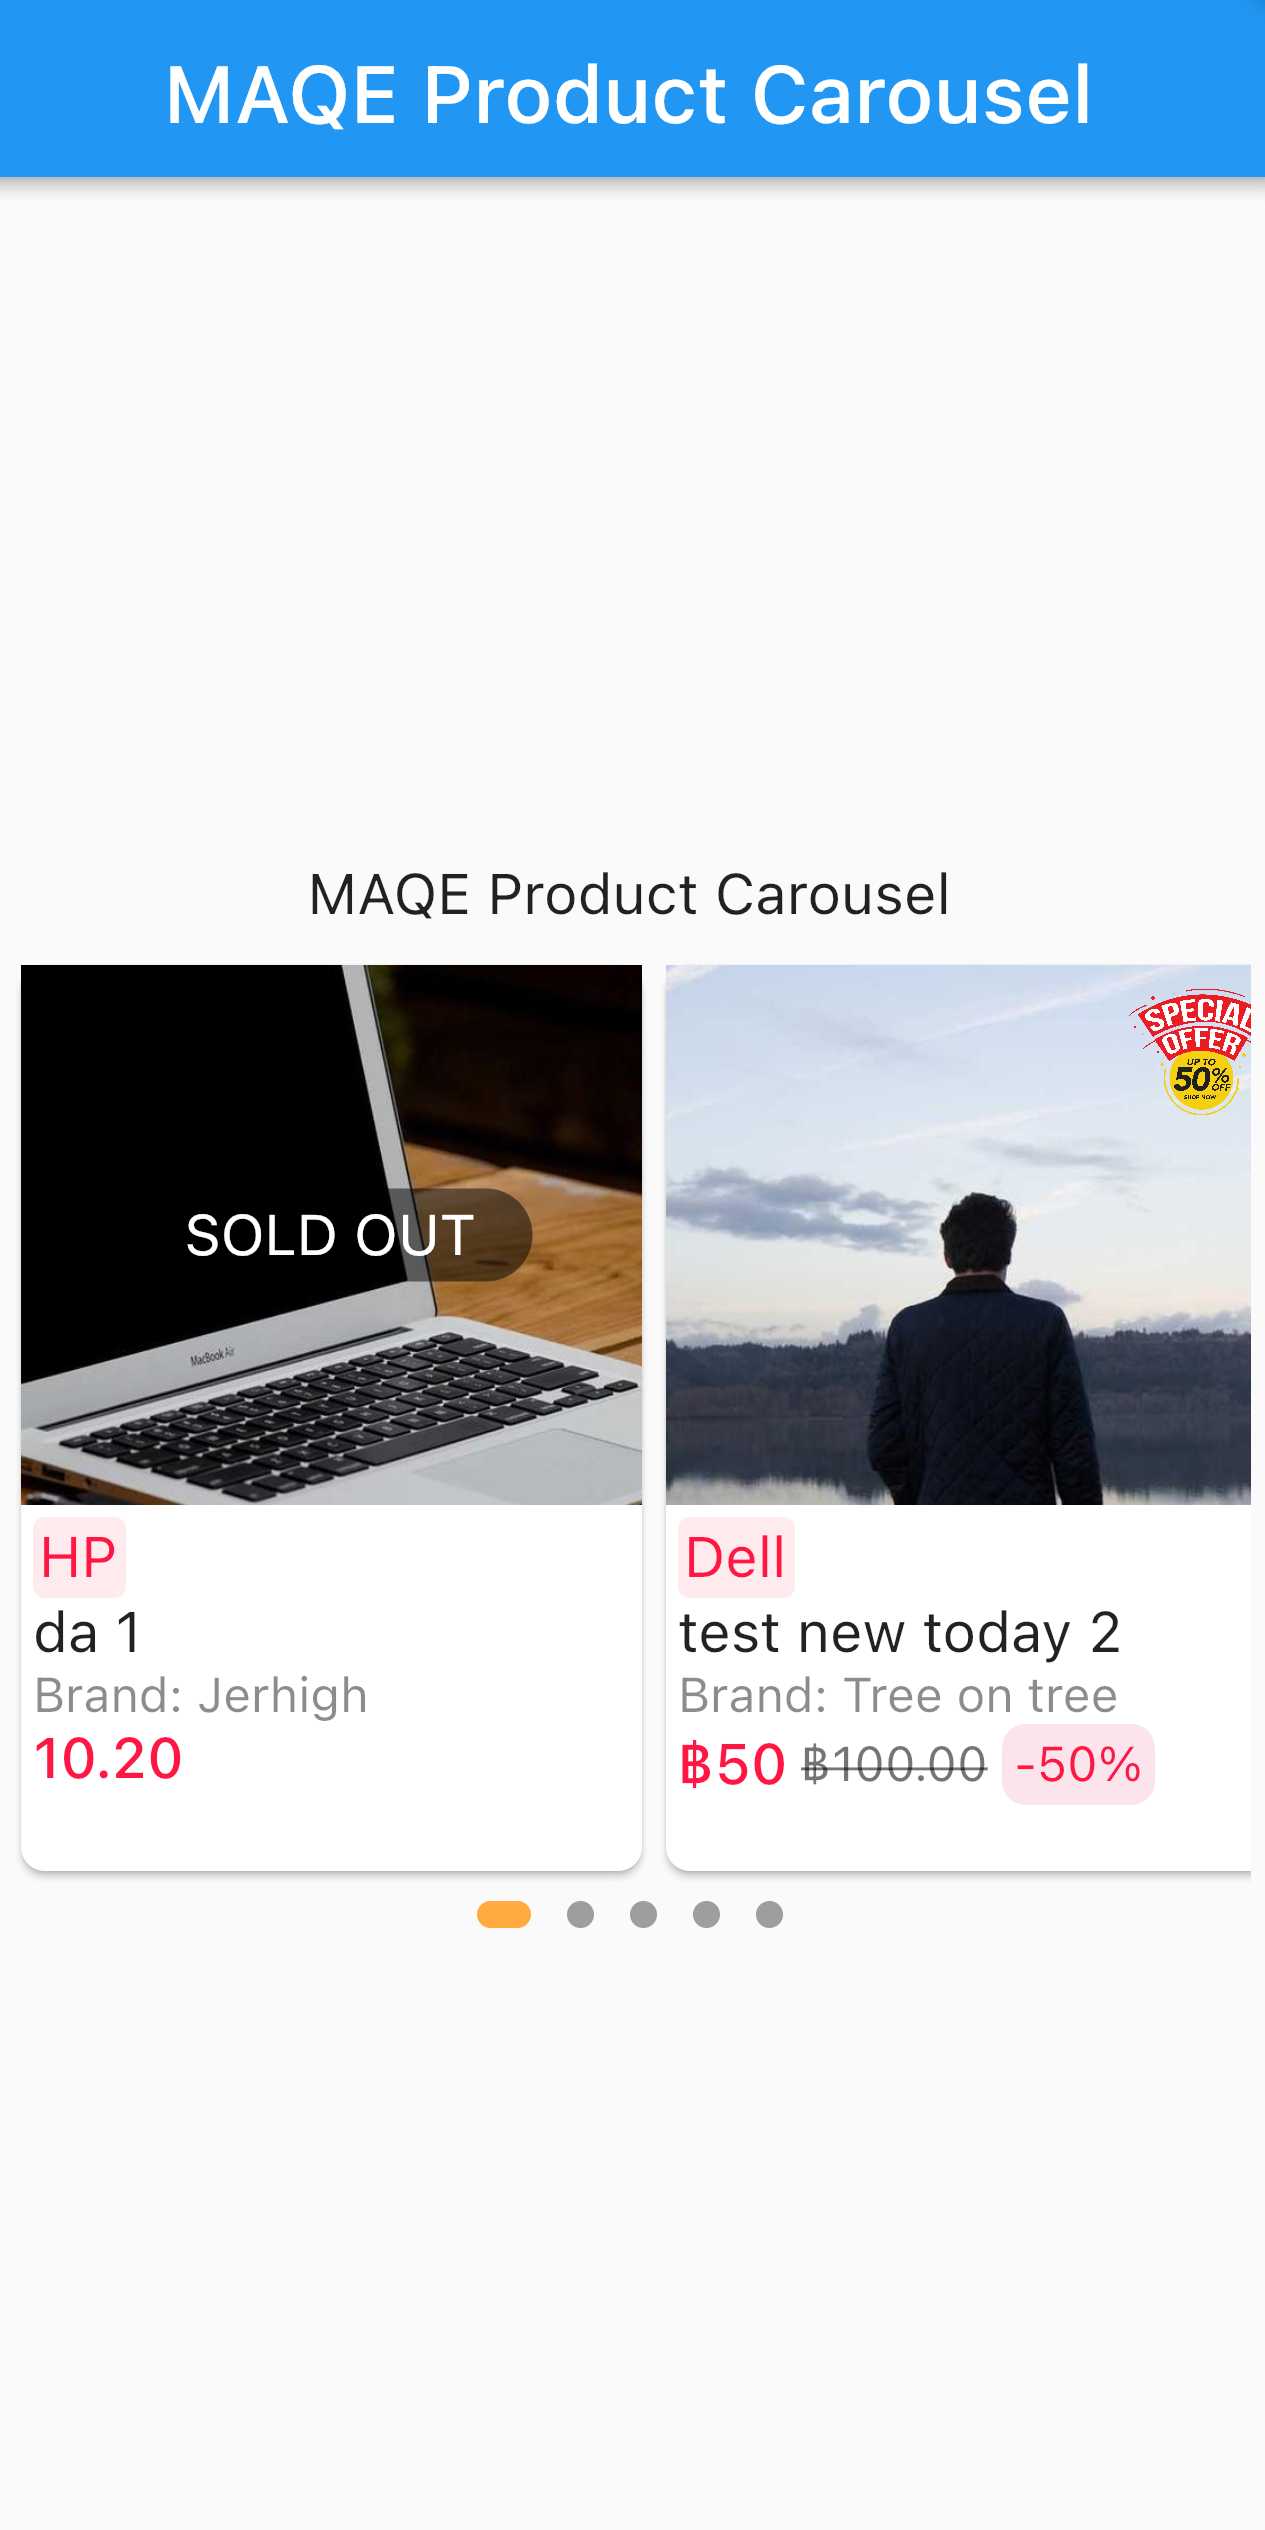 MAQE Product Carousel
MAQE Product Carousel
SOLD OUT
MacBook Air
HP
da 1
Brand: Jerhigh
10.20
SPECIAL
OFFER
UP TO
50%
OFF
SHOP NOW
Dell
test new today 2
Brand: Tree on tree
฿50 ฿100.00 -50%